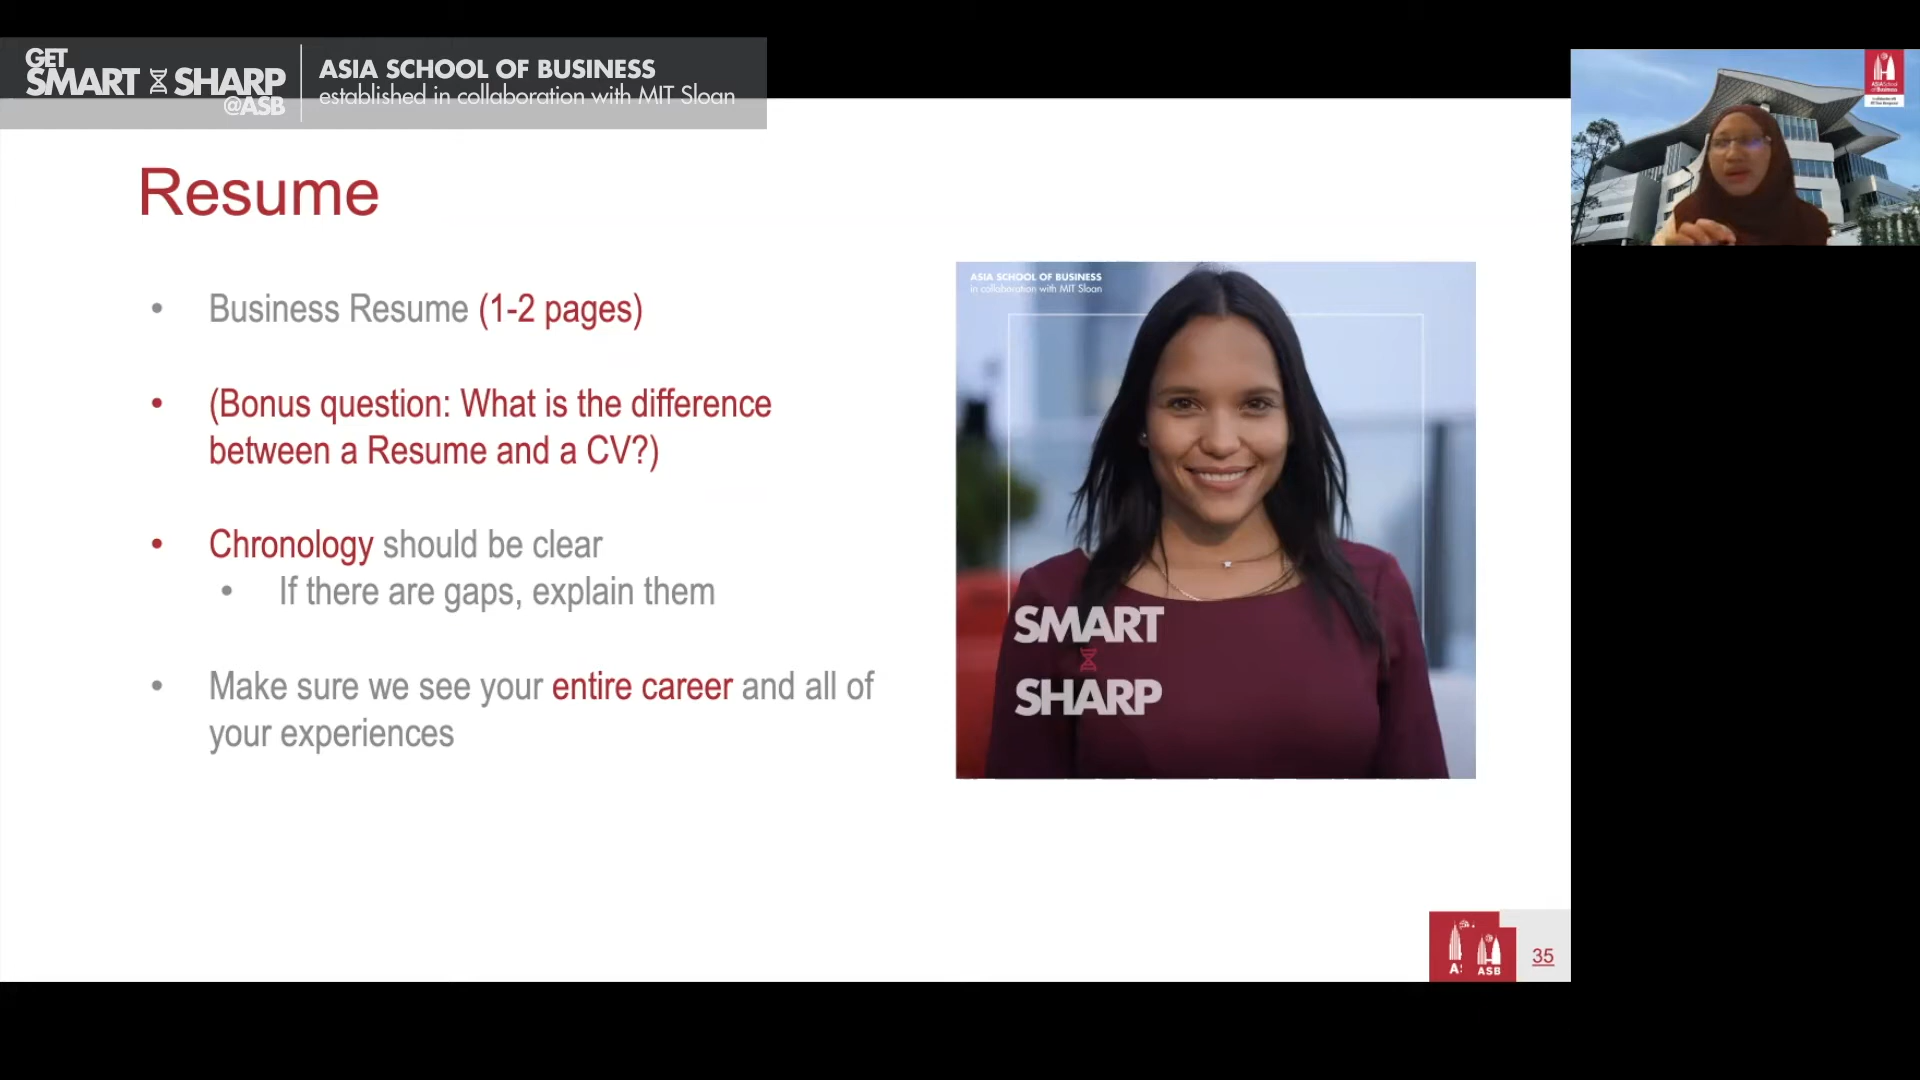 GET
SMART SHARP
@ASB
ASIA SCHOOL OF BUSINESS
established in collaboration with MIT Sloan
Resume
• Business Resume (1-2 pages)
• (Bonus question: What is the difference
between a Resume and a CV?)
• Chronology should be clear
• If there are gaps, explain them
• Make sure we see your entire career and all of
your experiences
ASIA SCHOOL OF BUSINESS
in collaboration with MIT Sloan
SMART
SHARP
ASB
35